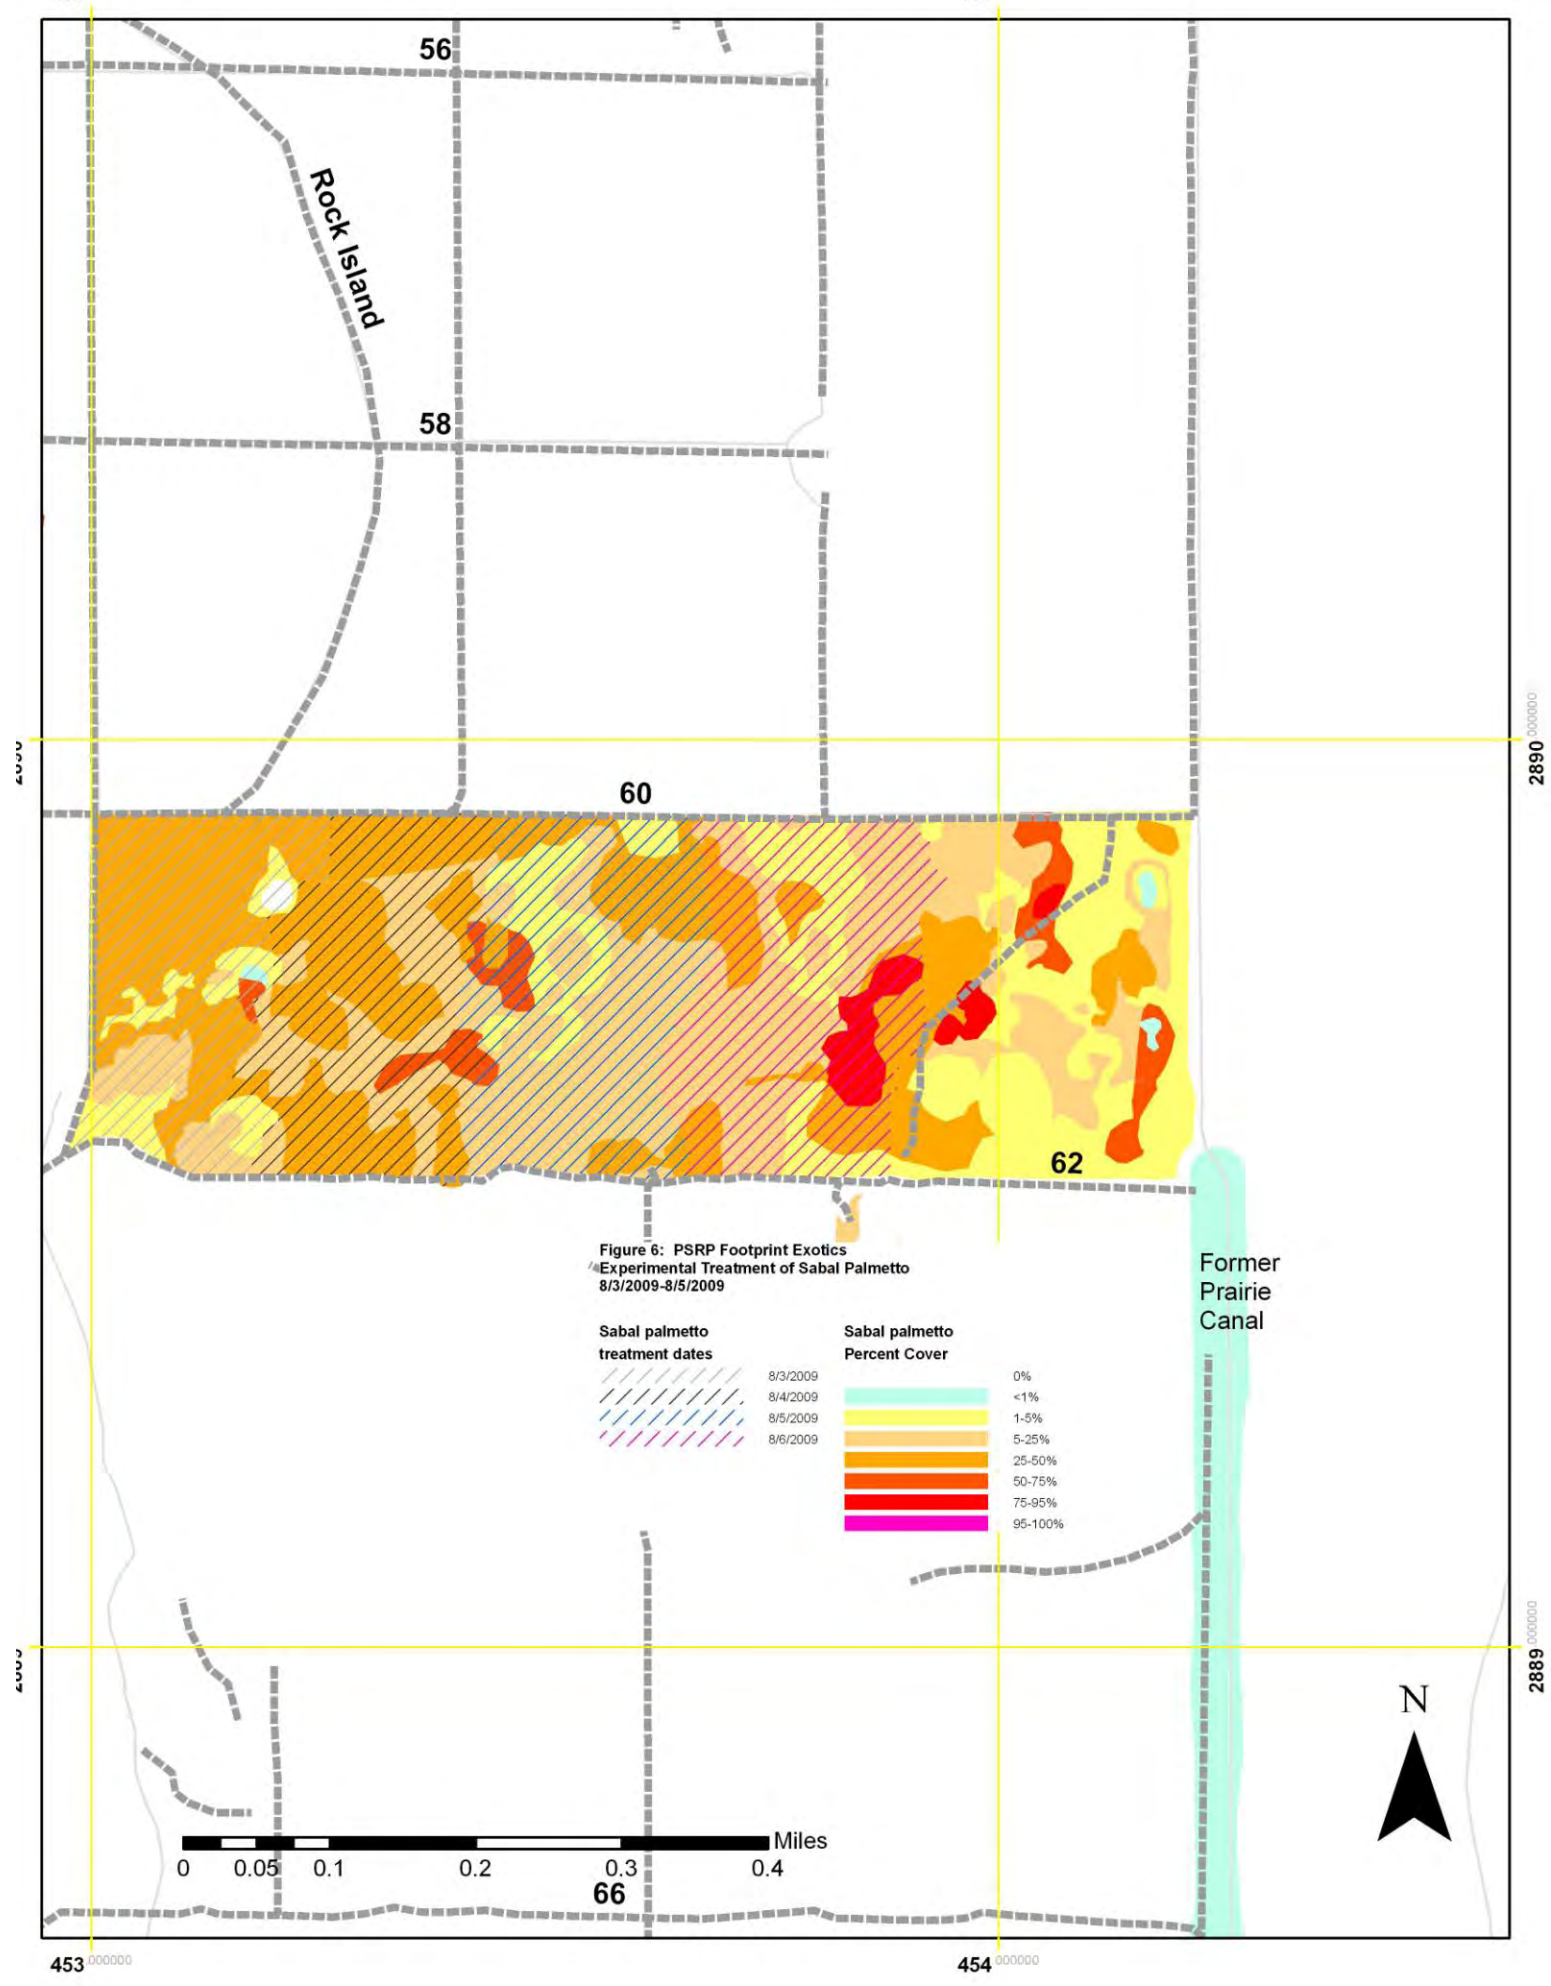 56
Rock Island
58
2890 000000
60
62
Figure 6: PSRP Footprint Exotics
Experimental Treatment of Sabal Palmetto
8/3/2009-8/5/2009
Former
Prairie
Canal
Sabal palmetto
treatment dates
8/3/2009
8/4/2009
8/5/2009
8/6/2009
Sabal palmetto
Percent Cover
0%
<1%
1-5%
5-25%
25-50%
50-75%
75-95%
95-100%
2889 000000
N
Miles
0 0.05 0.1 0.2 0.3 0.4
66
453 000000
454 000000